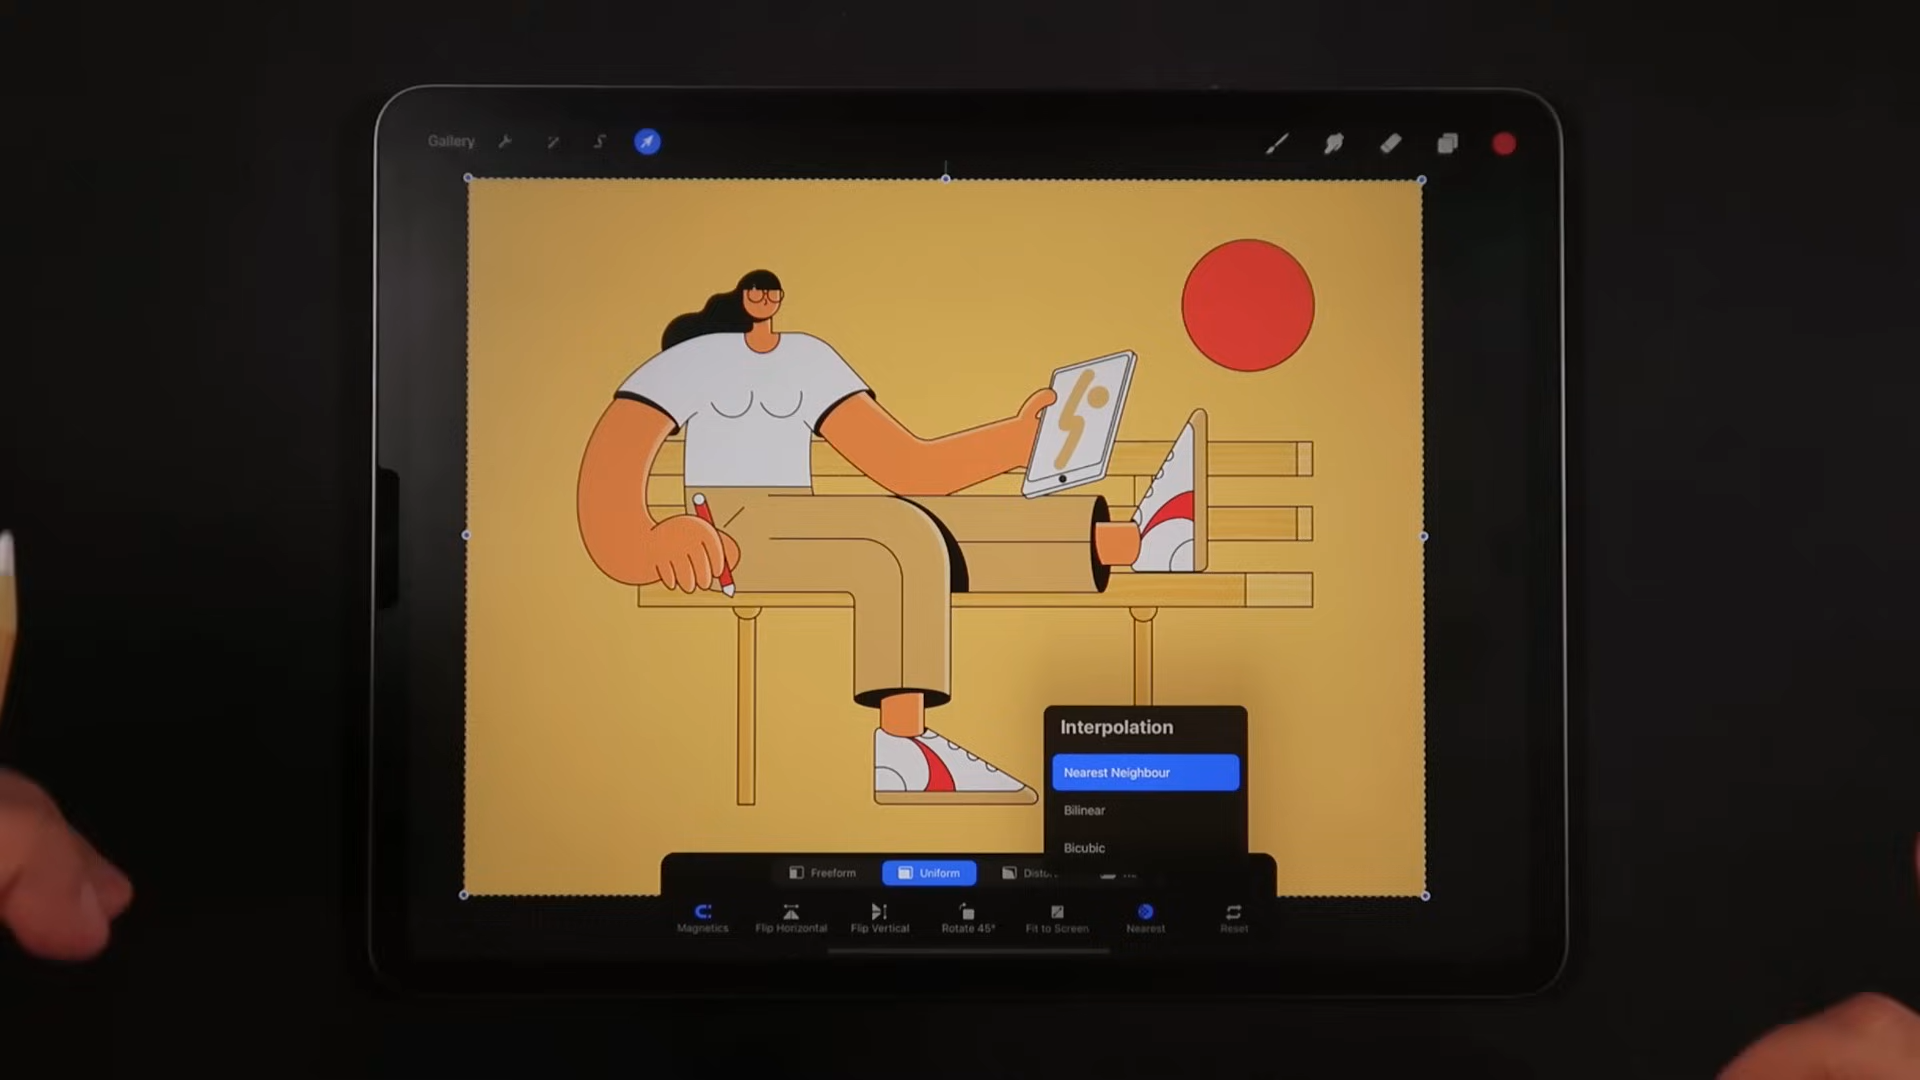 Gallery
Interpolation
Nearest Neighbour
Bilinear
Bicubic
Freeform
Uniform
Magnetics
Flip Horizontal
Flip Vertical
Rotate 45°
Fit to Screen
Nearest
Reset